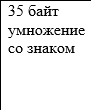 35 байт
умножение
со знаком